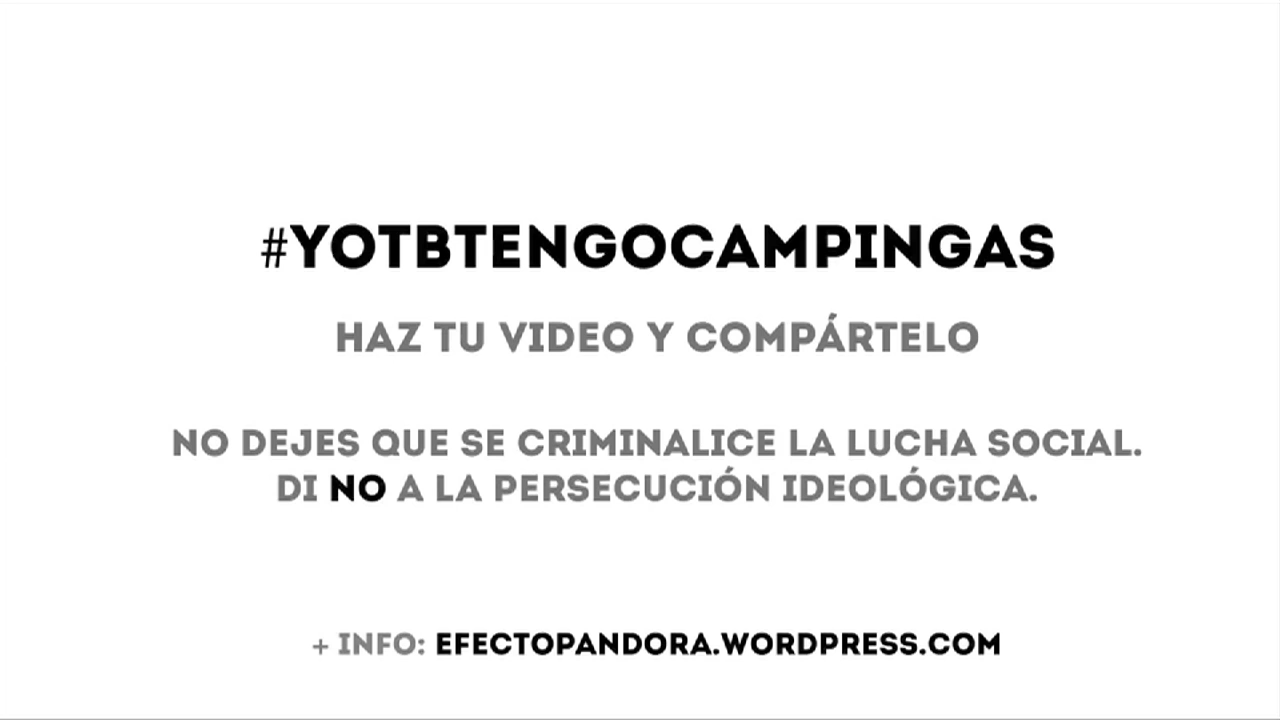 #YOTBTENGOCAMPINGAS
HAZ TU VIDEO Y COMPÁRTELO
NO DEJES QUE SE CRIMINALICE LA LUCHA SOCIAL.
DI NO A LA PERSECUCIÓN IDEOLÓGICA.
+ INFO: EFECTOPANDORA.WORDPRESS.COM